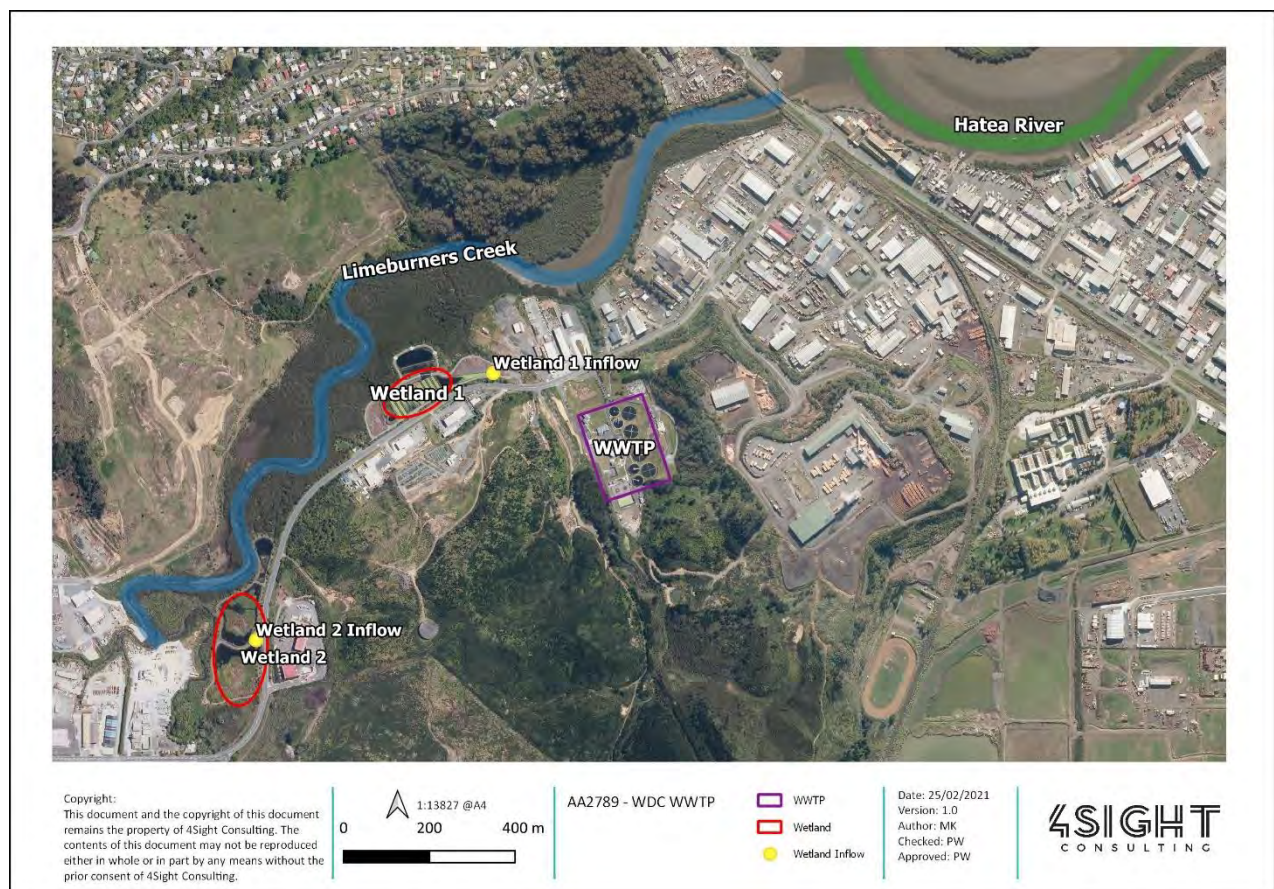 Hatea River
Limeburners Creek
Wetland 1 Inflow
Wetland 1
WWTP
Wetland 2 Inflow
Wetland 2
Copyright:
This document and the copyright of this document
remains the property of 4Sight Consulting. The
contents of this document may not be reproduced
either in whole or in part by any means without the
prior consent of 4Sight Consulting.
1:13827 @A4
0 200 400 m
AA2789 - WDC WWTP
WWTP
Wetland
Wetland Inflow
Date: 25/02/2021
Version: 1.0
Author: MK
Checked: PW
Approved: PW
4SIGHT
CONSULTING